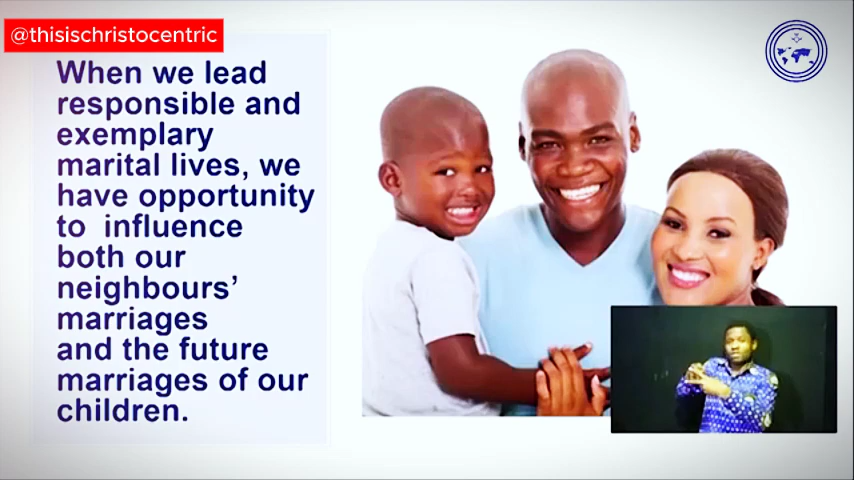 @thisischristocentric
When we lead
responsible and
exemplary
marital lives, we
have opportunity
to influence
both our
neighbours’
marriages
and the future
marriages of our
children.